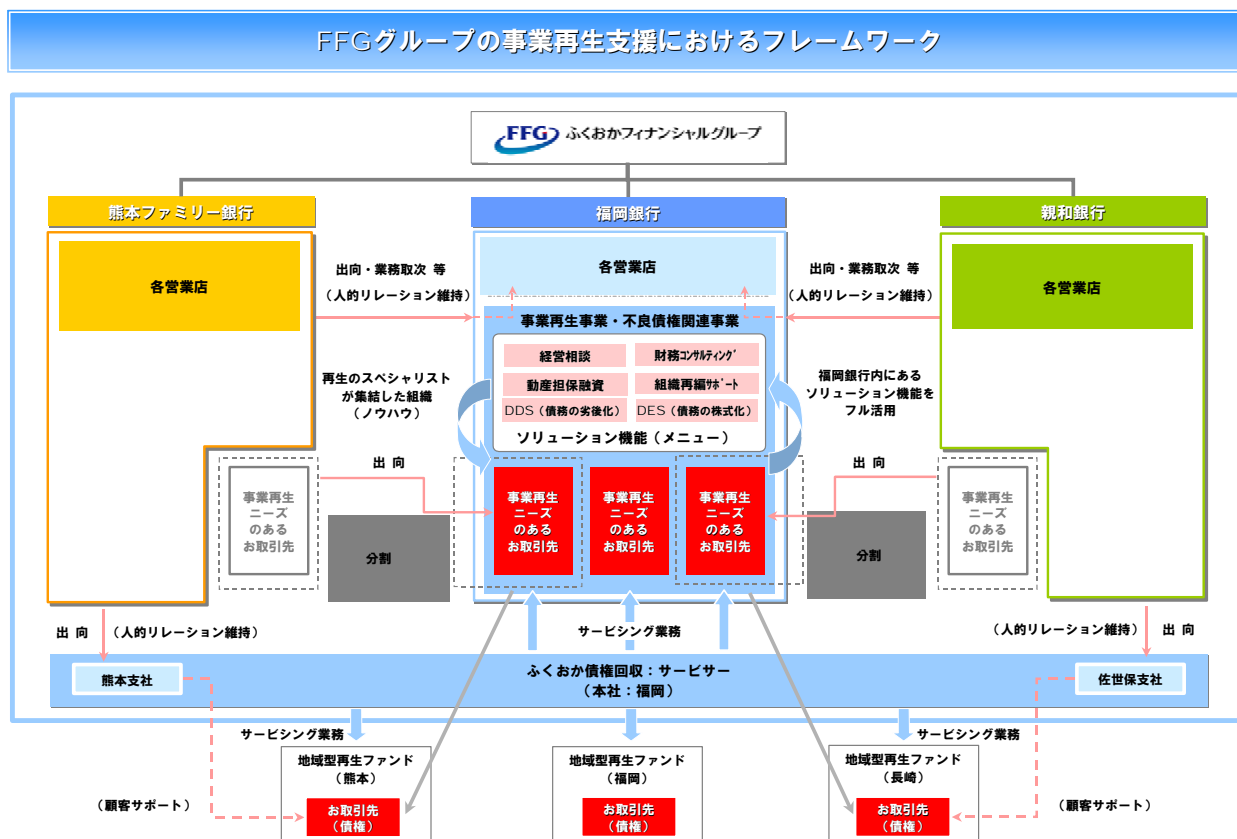 FFGグループの事業再生支援におけるフレームワーク
FFG ふくおかフィナンシャルグループ
熊本ファミリー銀行
福岡銀行
親和銀行
各営業店
各営業店
各営業店
出向・業務取次 等
(人的リレーション維持)
出向・業務取次 等
(人的リレーション維持)
事業再生事業・不良債権関連事業
経営相談
財務ｺﾝｻﾙﾃｨﾝｸﾞ
動産担保融資
組織再編ｻﾎﾟｰﾄ
DDS(債務の劣後化)
DES(債務の株式化)
ソリューション機能(メニュー)
再生のスペシャリスト
が集結した組織
(ノウハウ)
福岡銀行内にある
ソリューション機能を
フル活用
出 向
出 向
事業再生
ニーズ
のある
お取引先
事業再生
ニーズ
のある
お取引先
事業再生
ニーズ
のある
お取引先
事業再生
ニーズ
のある
お取引先
事業再生
ニーズ
のある
お取引先
分割
分割
出 向
(人的リレーション維持)
サービシング業務
(人的リレーション維持)
出 向
ふくおか債権回収：サービサー
(本社：福岡)
熊本支社
佐世保支社
サービシング業務
サービシング業務
地域型再生ファンド
(熊本)
お取引先
(債権)
地域型再生ファンド
(福岡)
お取引先
(債権)
地域型再生ファンド
(長崎)
お取引先
(債権)
(顧客サポート)
(顧客サポート)